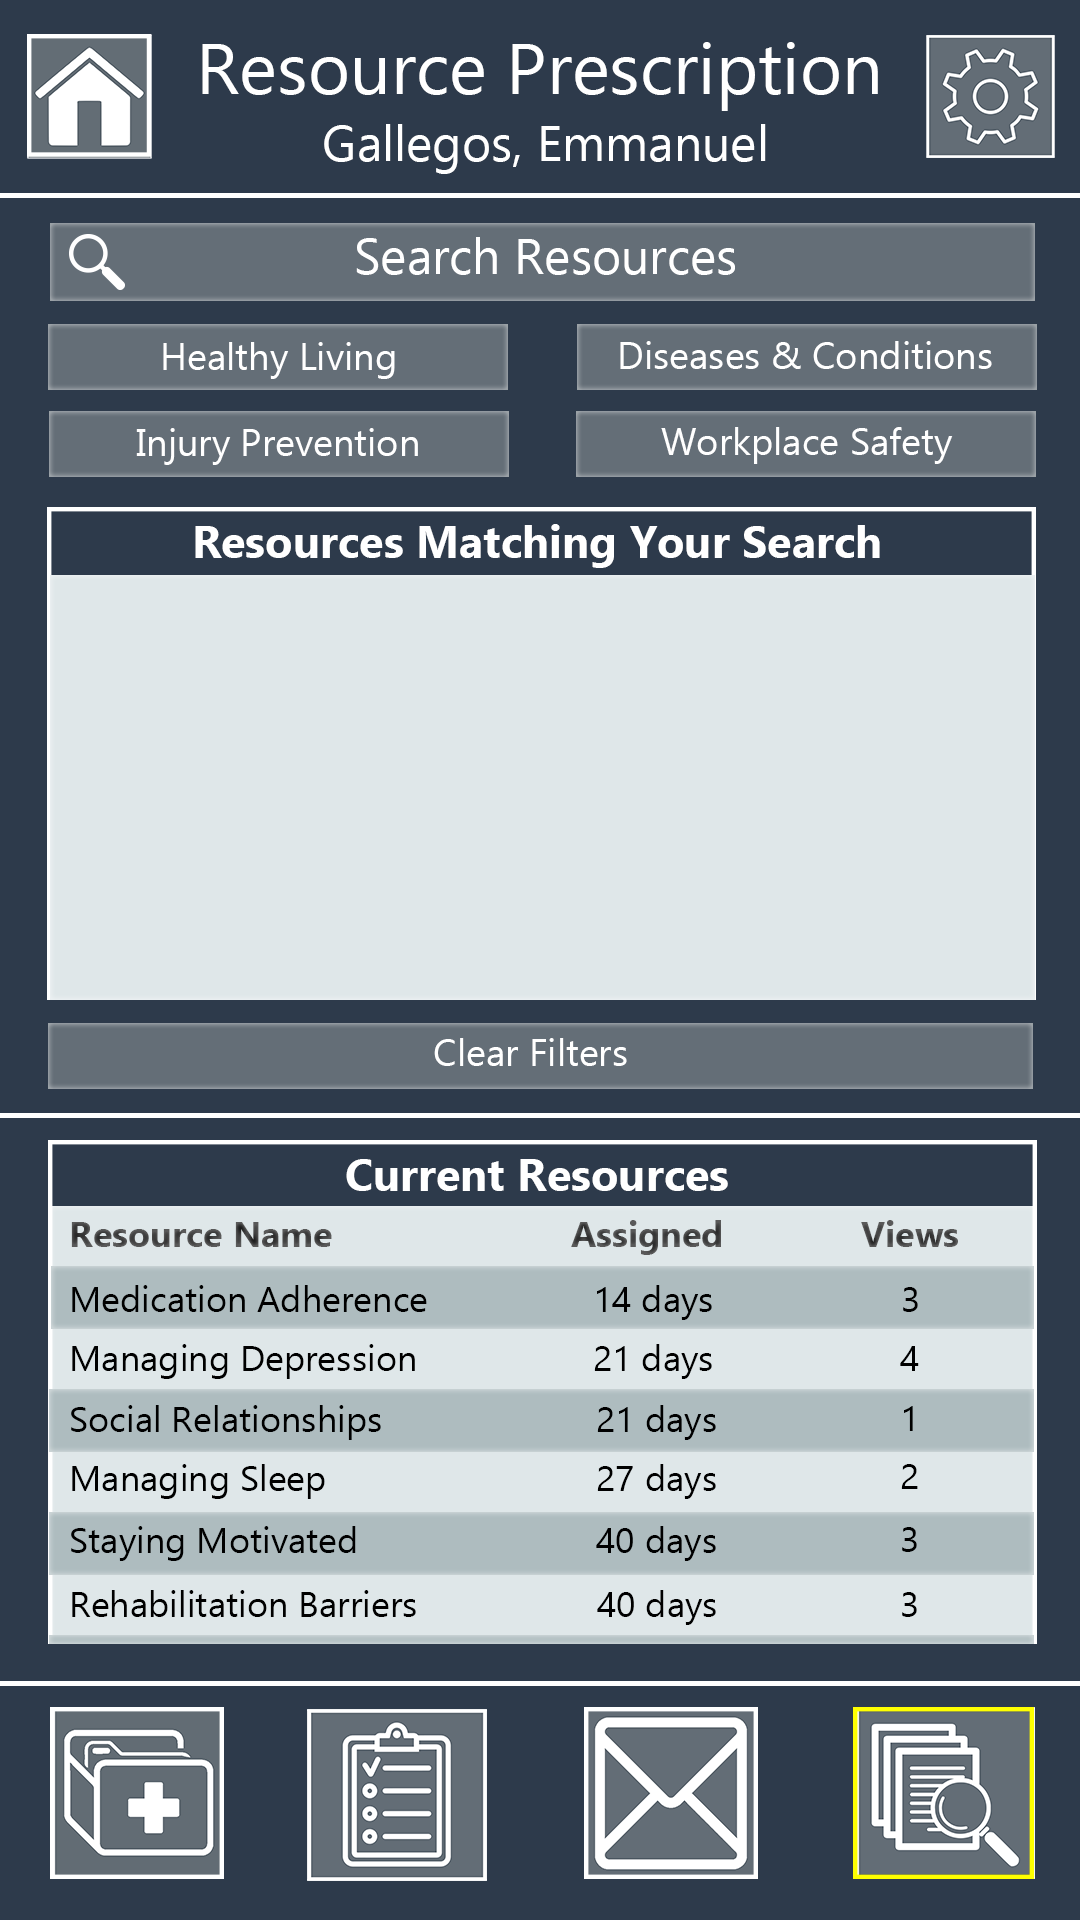 Resource Prescription
Gallegos, Emmanuel
Search Resources
Healthy Living
Diseases & Conditions
Injury Prevention
Workplace Safety
Resources Matching Your Search
Clear Filters
Current Resources
Resource Name Assigned Views
Medication Adherence 14 days 3
Managing Depression 21 days 4
Social Relationships 21 days 1
Managing Sleep 27 days 2
Staying Motivated 40 days 3
Rehabilitation Barriers 40 days 3